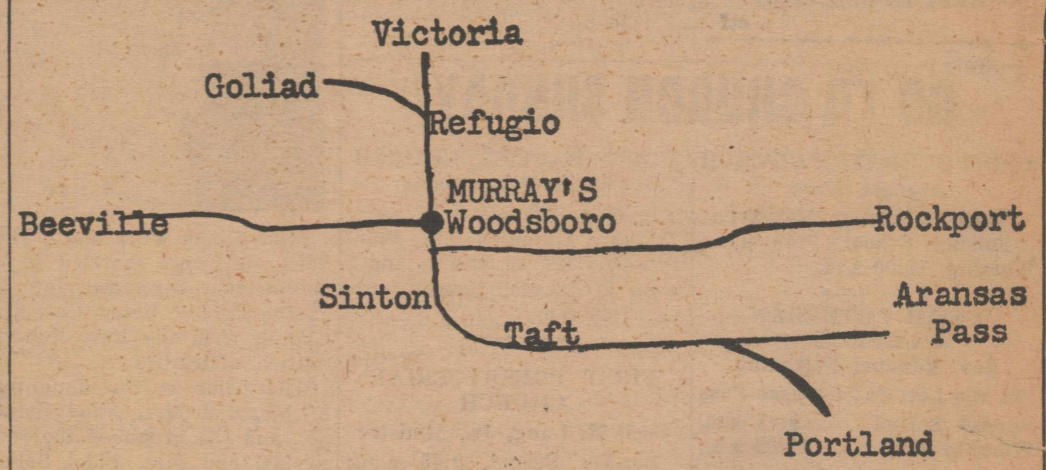 Victoria
Goliad
Refugio
MURRAY'S
Beeville
Woodsboro
Rockport
Sinton
Aransas
Pass
Taft
Portland